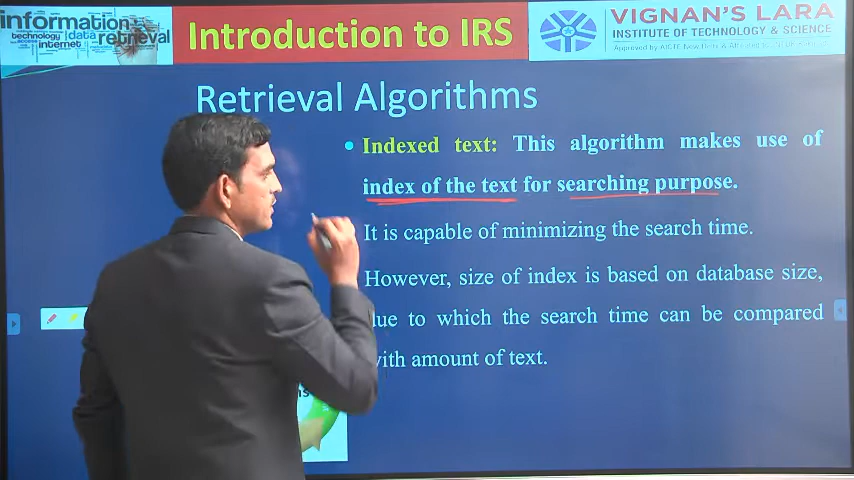 information
technology data
internet retrieval
Introduction to IRS
VIGNAN'S LARA
INSTITUTE OF TECHNOLOGY & SCIENCE
Retrieval Algorithms
• Indexed text: This algorithm makes use of
index of the text for searching purpose.
It is capable of minimizing the search time.
However, size of index is based on database size,
due to which the search time can be compared
with amount of text.